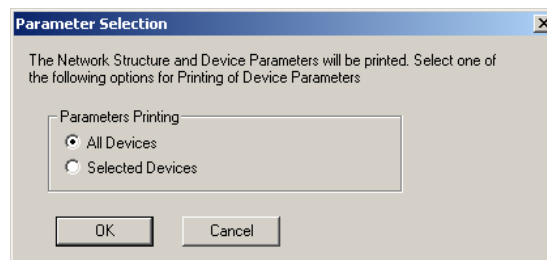 Parameter Selection
The Network Structure and Device Parameters will be printed. Select one of
the following options for Printing of Device Parameters
Parameters Printing
All Devices
Selected Devices
OK Cancel